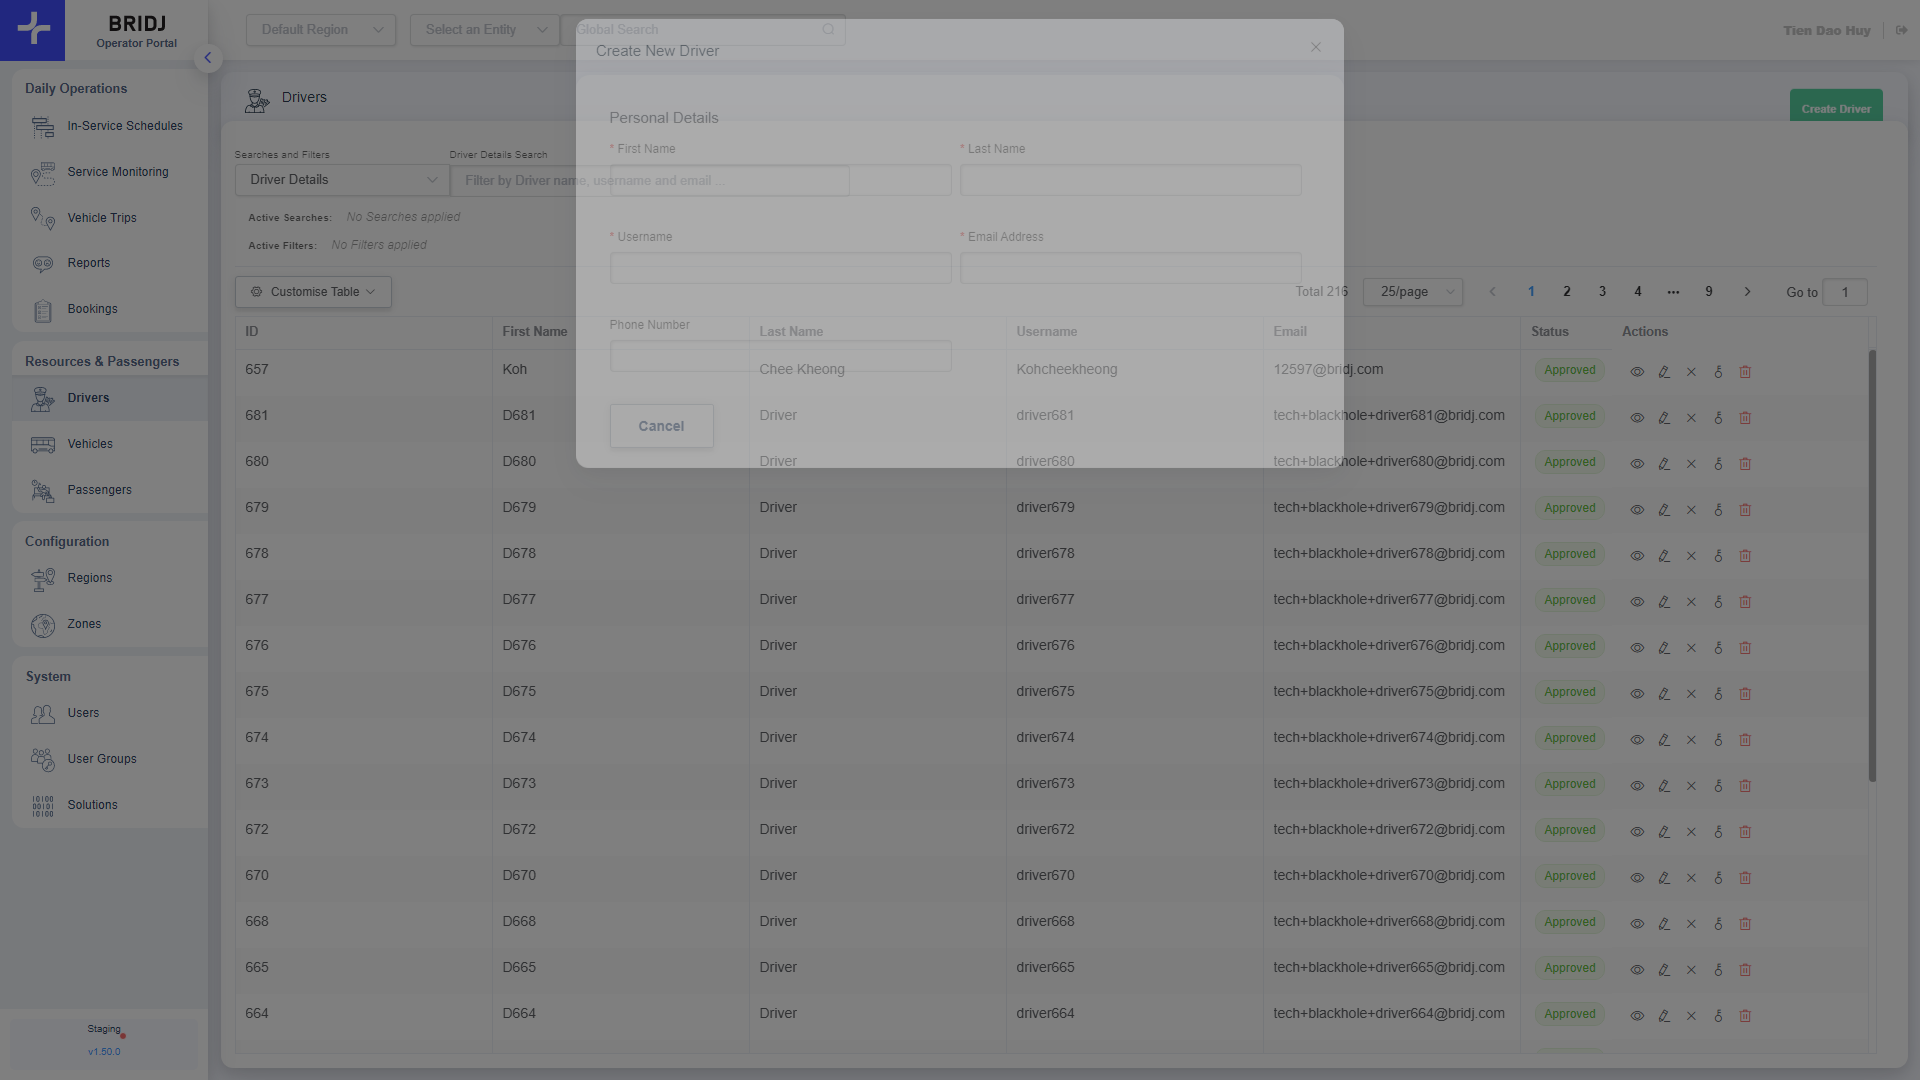 BRIDJ
Operator Portal
Default Region
Select an Entity
Global Search
Tien Dao Huy
Create New Driver
Daily Operations
In-Service Schedules
Service Monitoring
Vehicle Trips
Reports
Bookings
Resources & Passengers
Drivers
Vehicles
Passengers
Configuration
Regions
Zones
System
Users
User Groups
Solutions
Staging
v1.50.0
Drivers
Create Driver
Searches and Filters
Driver Details Search
Driver Details
Filter by Driver name, username and email ...
Active Searches: No Searches applied
Active Filters: No Filters applied
Personal Details
* First Name
* Last Name
* Username
* Email Address
Phone Number
Cancel
Customise Table
Total 216
25/page
1 2 3 4 ••• 9
Go to 1
ID First Name Last Name Username Email Status Actions
657 Koh Chee Kheong Kohcheekheong 12597@bridj.com Approved
681 D681 Driver driver681 tech+blackhole+driver681@bridj.com Approved
680 D680 Driver driver680 tech+blackhole+driver680@bridj.com Approved
679 D679 Driver driver679 tech+blackhole+driver679@bridj.com Approved
678 D678 Driver driver678 tech+blackhole+driver678@bridj.com Approved
677 D677 Driver driver677 tech+blackhole+driver677@bridj.com Approved
676 D676 Driver driver676 tech+blackhole+driver676@bridj.com Approved
675 D675 Driver driver675 tech+blackhole+driver675@bridj.com Approved
674 D674 Driver driver674 tech+blackhole+driver674@bridj.com Approved
673 D673 Driver driver673 tech+blackhole+driver673@bridj.com Approved
672 D672 Driver driver672 tech+blackhole+driver672@bridj.com Approved
670 D670 Driver driver670 tech+blackhole+driver670@bridj.com Approved
668 D668 Driver driver668 tech+blackhole+driver668@bridj.com Approved
665 D665 Driver driver665 tech+blackhole+driver665@bridj.com Approved
664 D664 Driver driver664 tech+blackhole+driver664@bridj.com Approved